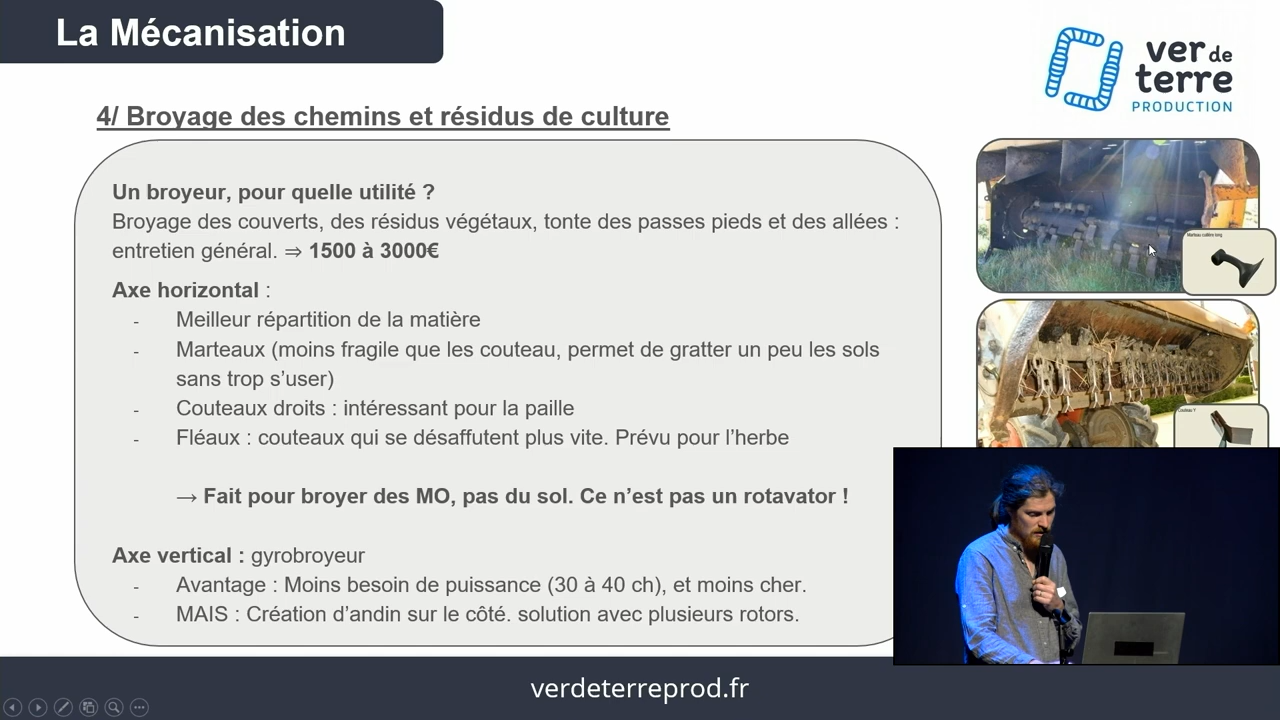 La Mécanisation
ver de
terre
PRODUCTION
4/ Broyage des chemins et résidus de culture
Un broyeur, pour quelle utilité ?
Broyage des couverts, des résidus végétaux, tonte des passes pieds et des allées :
entretien général. ⇒ 1500 à 3000€
Axe horizontal :
- Meilleur répartition de la matière
- Marteaux (moins fragile que les couteau, permet de gratter un peu les sols
sans trop s’user)
- Couteaux droits : intéressant pour la paille
- Fléaux : couteaux qui se désaffutent plus vite. Prévu pour l’herbe
→ Fait pour broyer des MO, pas du sol. Ce n’est pas un rotavator !
Axe vertical : gyrobroyeur
- Avantage : Moins besoin de puissance (30 à 40 ch), et moins cher.
- MAIS : Création d’andin sur le côté. solution avec plusieurs rotors.
Marteau cuillère long
Couteau Y
verdeterreprod.fr